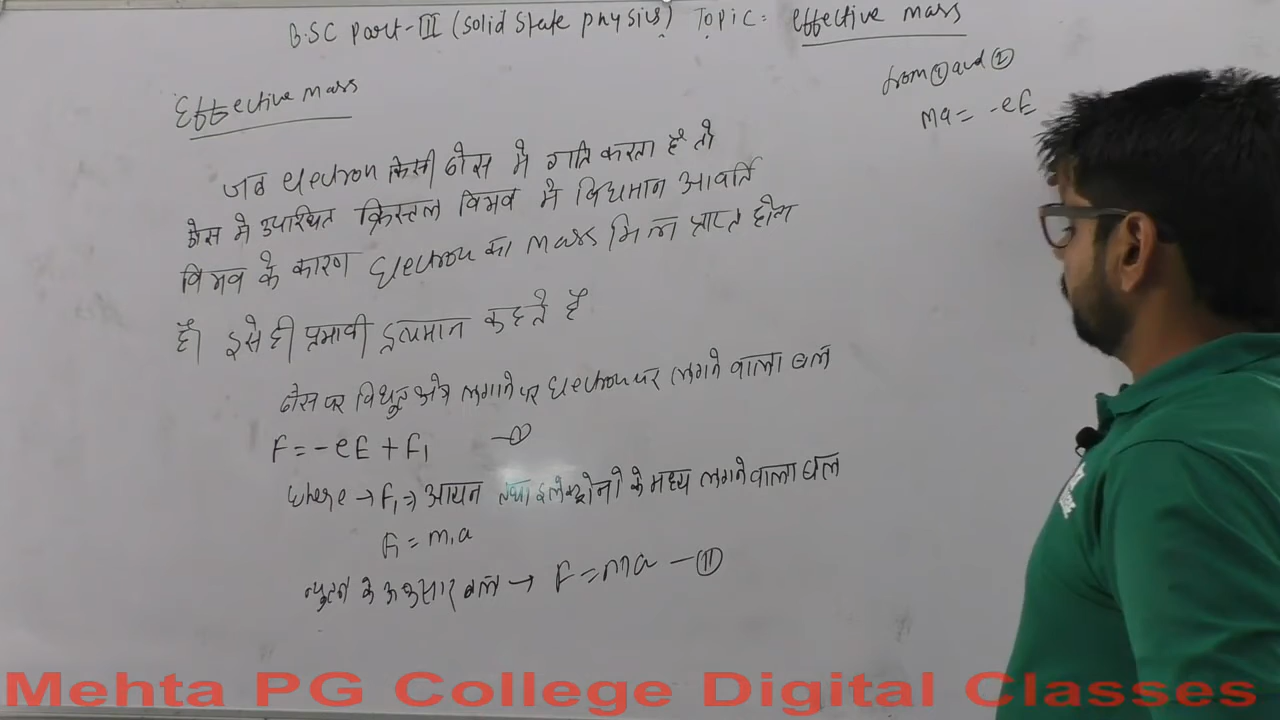 B.SC Part-III (Solid State physics) Topic: effective mass
Effective mass
from ① and ②
ma = -eE
जब electron किसी ठोस में गति करता है तो
ठोस में उपस्थित क्रिस्टल विभव में विद्यमान आवर्ति
विभव के कारण electron का mass भिन्न प्राप्त होता
है। इसे ही प्रभावी द्रव्यमान कहते है
ठोस पर विद्युत क्षेत्र लगाने पर electron पर लगने वाला बल
F = -eE + F₁ —①
where → F₁ ⇒ आयन तथा इलेक्ट्रोनो के मध्य लगने वाला बल
F₁ = m₁a
न्यूटन के अनुसार बल → F = ma —⑪
Mehta PG College Digital Classes